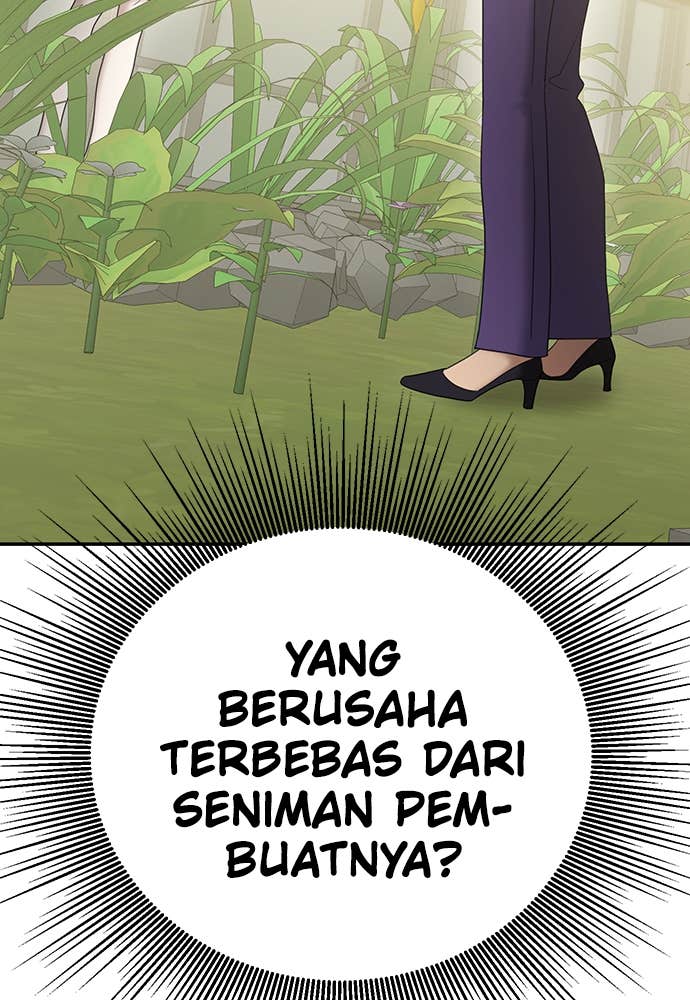 YANG
BERUSAHA
TERBEBAS DARI
SENIMAN PEM-
BUATNYA?